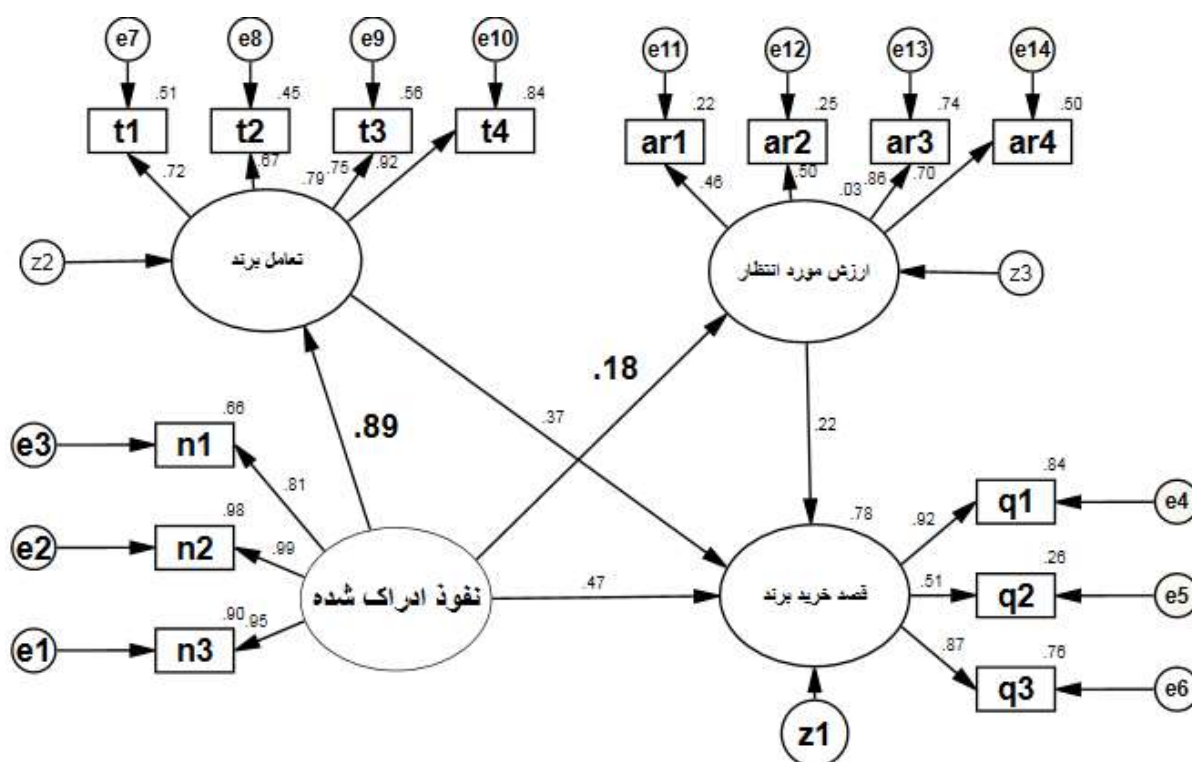 e7 e8 e9 e10 e11 e12 e13 e14
.51 .45 .56 .84 .22 .25 .74 .50
t1 t2 t3 t4 ar1 ar2 ar3 ar4
.72 .67 .79 .75 .92 .46 .50 .03 .86 .70
z2 تعامل برند ارزش مورد انتظار z3
.18
.89 .37 .22
.66
e3 n1
.81
.84
.92 q1 e4
.98 .78
e2 n2 .99
.26
نفوذ ادراک شده .47 قصد خرید برند .51 q2 e5
.90 .95
e1 n3
.87 .76
q3 e6
z1